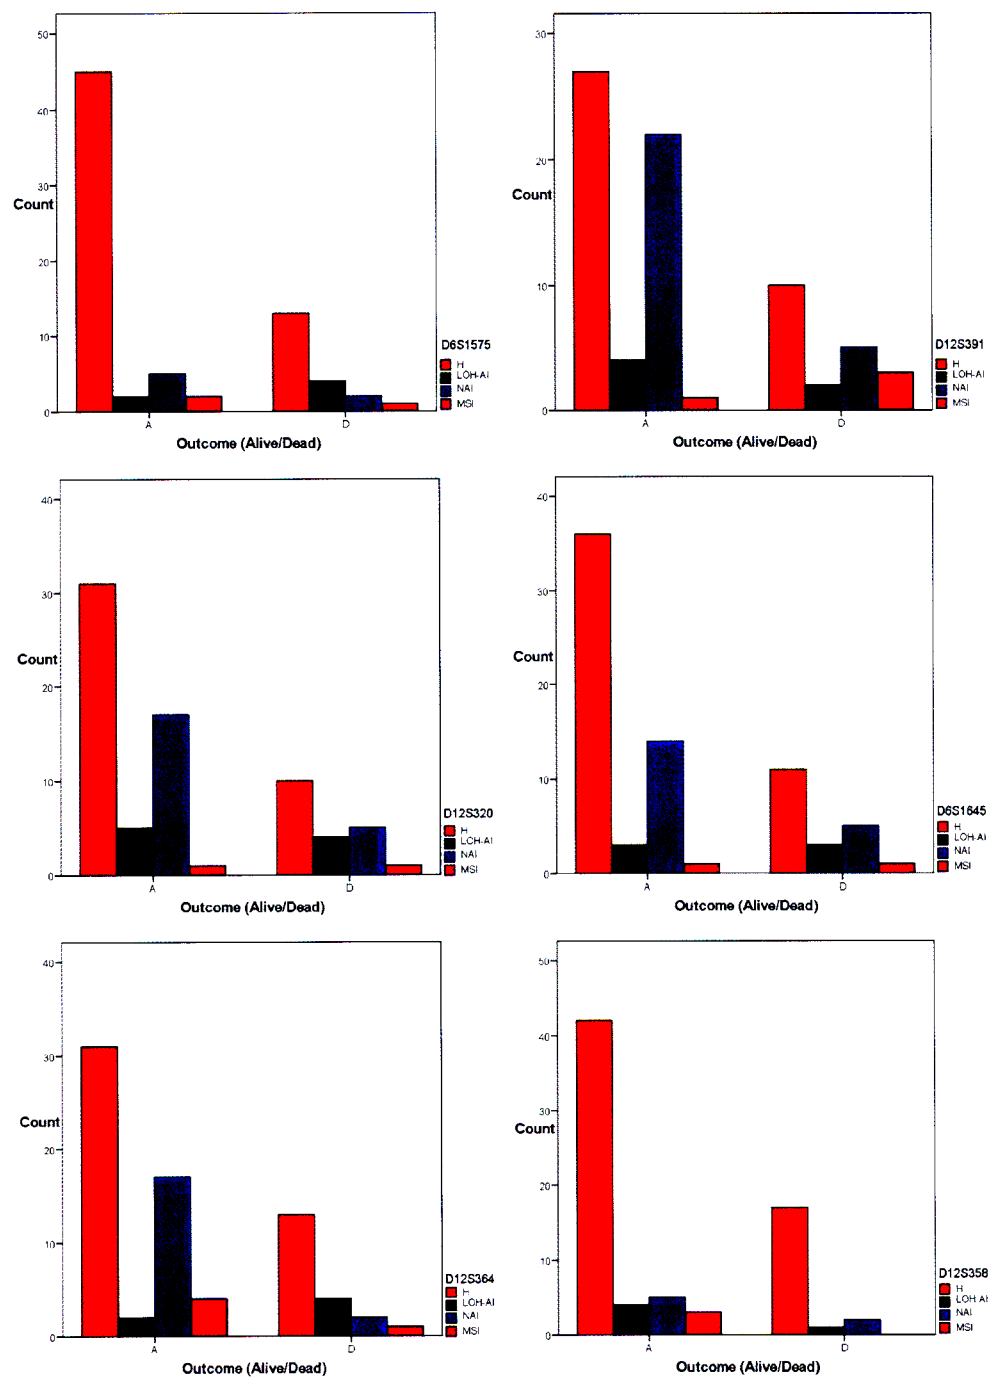 50
40
30
Count
20
10
0
A
D
Outcome (Alive/Dead)
D6S1575
H
LOH-AI
NAI
MSI
30
20
Count
10
0
A
D
Outcome (Alive/Dead)
D12S391
H
LOH-AI
NAI
MSI
40
30
Count
20
10
0
A
D
Outcome (Alive/Dead)
D12S320
H
LOH-AI
NAI
MSI
40
30
Count
20
10
0
A
D
Outcome (Alive/Dead)
D6S1645
H
LOH-AI
NAI
MSI
40
30
Count
20
10
0
A
D
Outcome (Alive/Dead)
D12S364
H
LOH-AI
NAI
MSI
50
40
30
Count
20
10
0
A
D
Outcome (Alive/Dead)
D12S358
H
LOH-AI
NAI
MSI